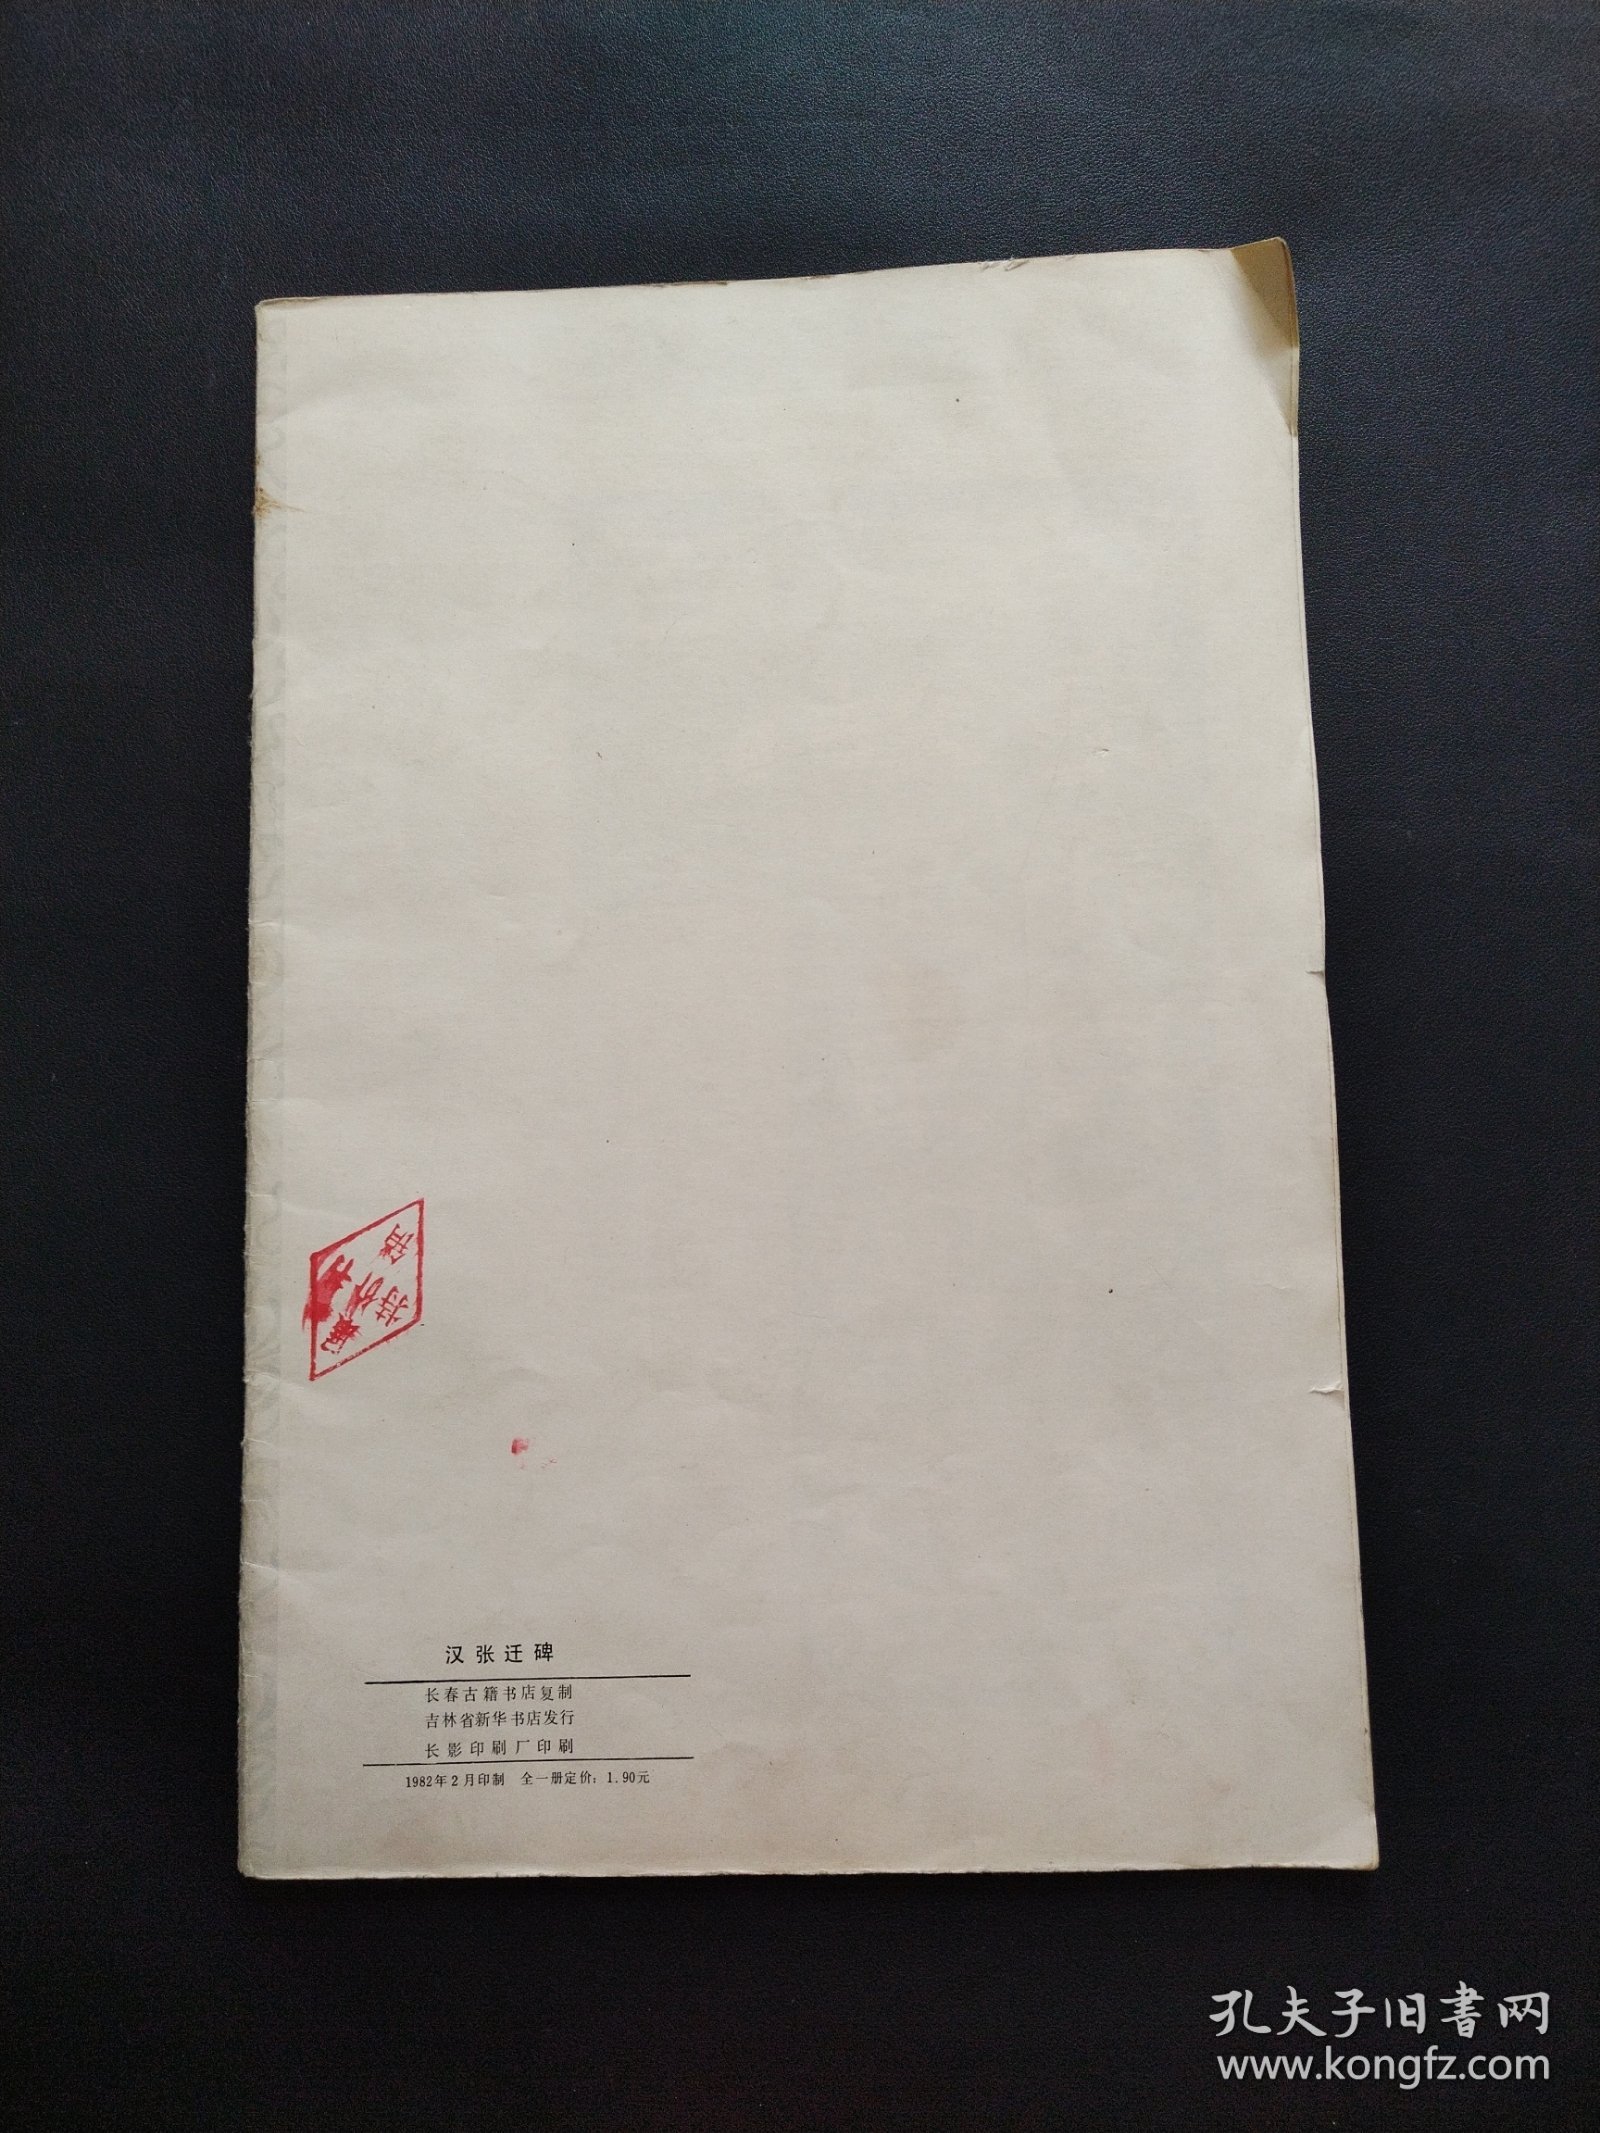 汉张迁碑
长春古籍书店复制
吉林省新华书店发行
长影印刷厂印刷
1982年2月印制 全一册定价：1.90元
孔夫子旧書网
www.kongfz.com